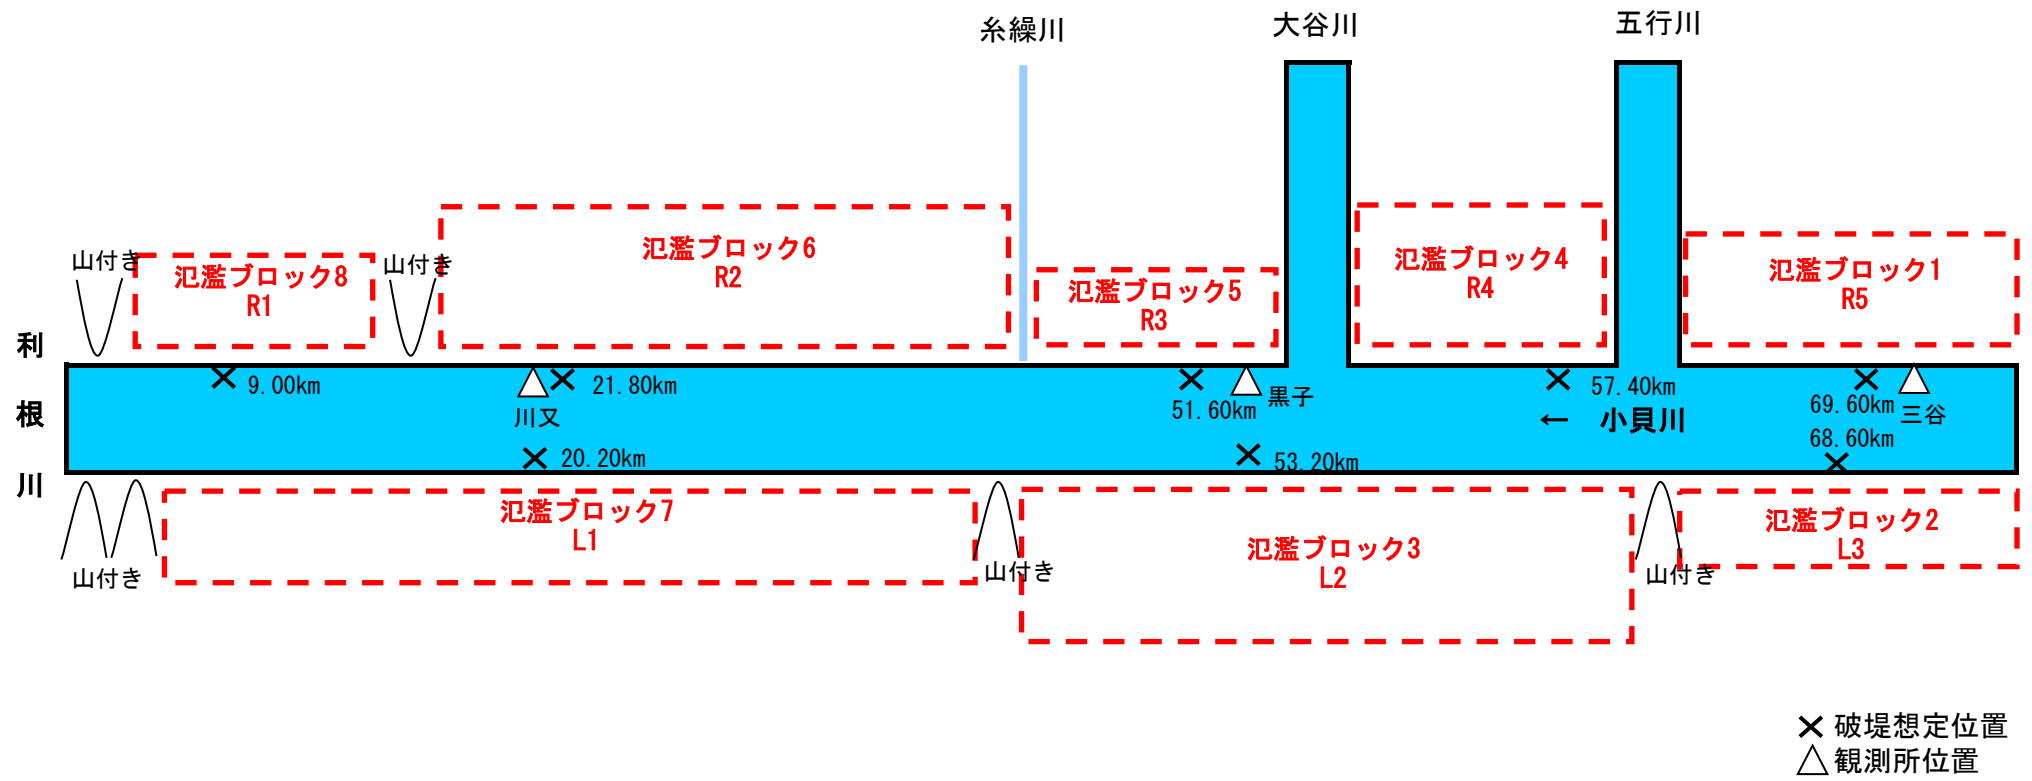 糸繰川
大谷川
五行川
山付き
氾濫ブロック8
R1
山付き
氾濫ブロック6
R2
氾濫ブロック5
R3
氾濫ブロック4
R4
氾濫ブロック1
R5
利根川
9.00km
川又
21.80km
51.60km
黒子
57.40km
← 小貝川
69.60km
三谷
68.60km
20.20km
53.20km
山付き
氾濫ブロック7
L1
山付き
氾濫ブロック3
L2
山付き
氾濫ブロック2
L3
×破堤想定位置
△観測所位置